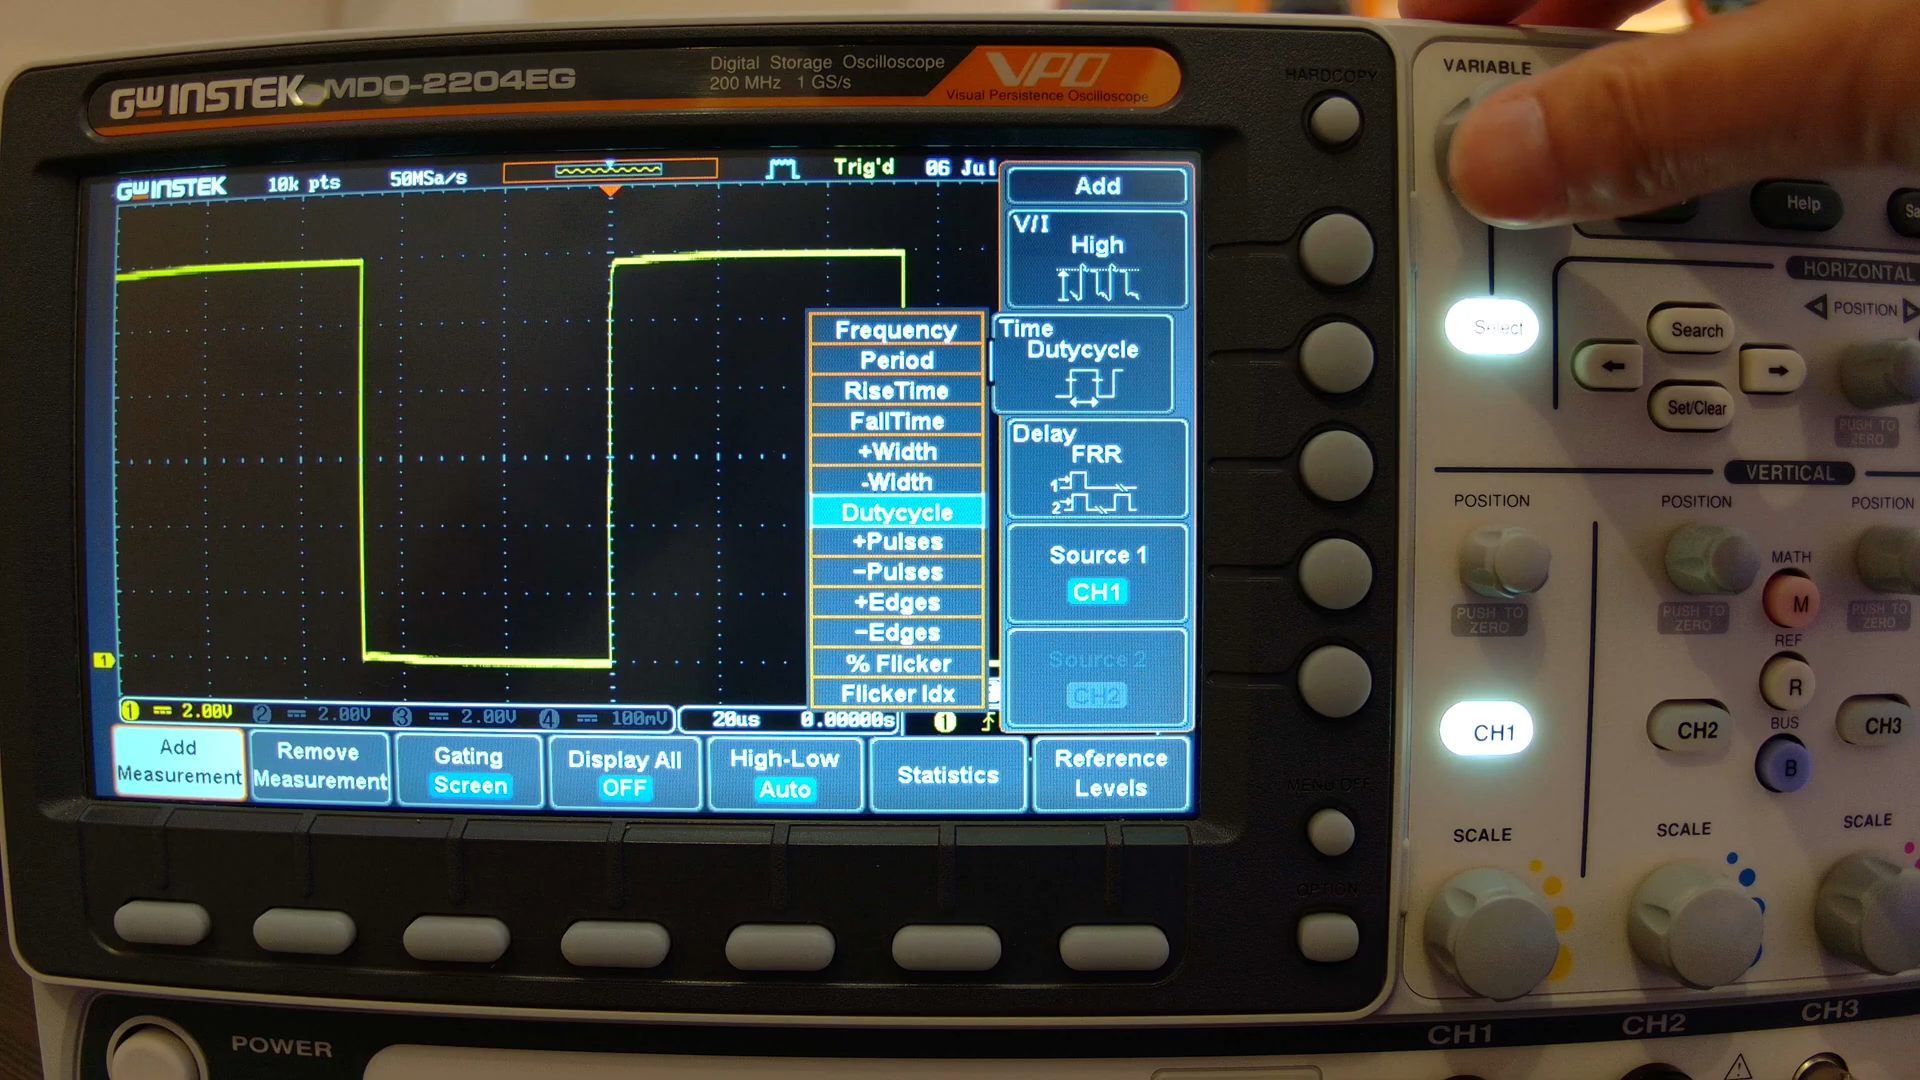 GWINSTEK MDO-2204EG
Digital Storage Oscilloscope
200 MHz 1 GS/s
VPO
Visual Persistence Oscilloscope
HARDCOPY
VARIABLE
GWINSTEK 10k pts 50MSa/s Trig'd 06 Jul
Add
V/I
High
Time
Dutycycle
Delay
FRR
1
2
Source 1
CH1
Source 2
CH2
Frequency
Period
RiseTime
FallTime
+Width
-Width
Dutycycle
+Pulses
-Pulses
+Edges
-Edges
% Flicker
Flicker Idx
1
1 2.00V 2 2.00V 3 2.00V 4 100mV 20us 0.00000s 1
Add Measurement
Remove Measurement
Gating
Screen
Display All
OFF
High-Low
Auto
Statistics
Reference Levels
Help
Select
HORIZONTAL
POSITION
Search
Set/Clear
PUSH TO ZERO
VERTICAL
POSITION
POSITION
POSITION
MATH
M
PUSH TO ZERO
PUSH TO ZERO
PUSH TO ZERO
REF
R
CH1
CH2
BUS
CH3
B
MENU OFF
SCALE
SCALE
SCALE
OPTION
POWER
CH1
CH2
CH3